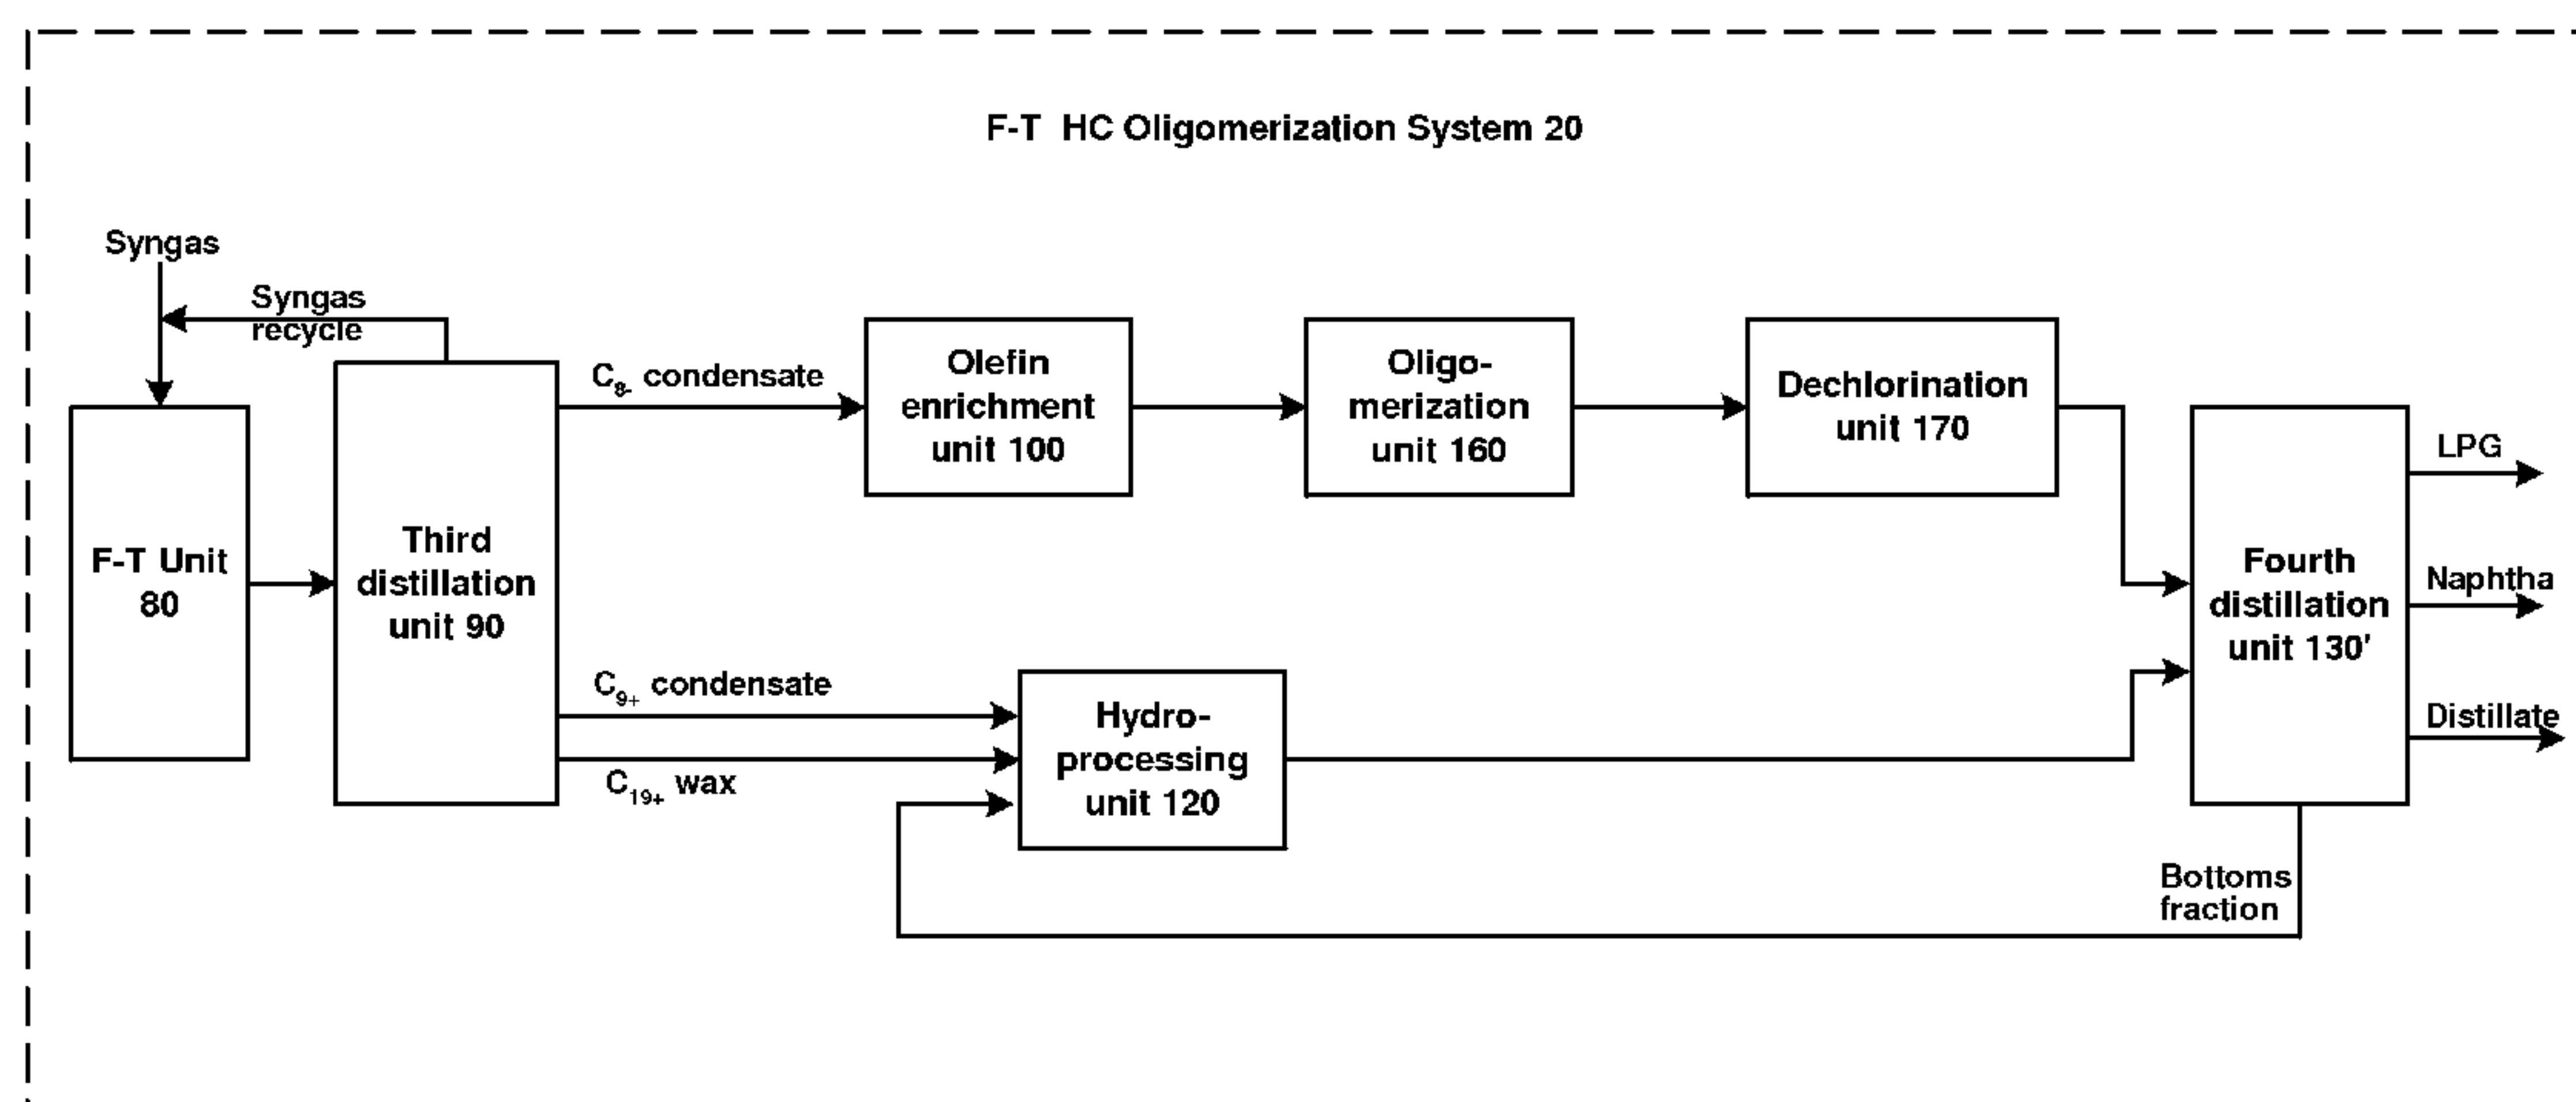 F-T HC Oligomerization System 20
Syngas
Syngas
recycle
F-T Unit
80
Third
distillation
unit 90
C8- condensate
Olefin
enrichment
unit 100
Oligo-
merization
unit 160
Dechlorination
unit 170
C9+ condensate
C19+ wax
Hydro-
processing
unit 120
Fourth
distillation
unit 130'
LPG
Naphtha
Distillate
Bottoms
fraction